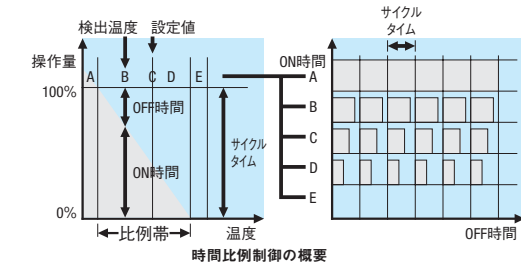 検出温度 設定値
操作量
A B C D E
100%
OFF時間
ON時間
サイクル
タイム
0%
比例帯
温度
サイクル
タイム
ON時間
A
B
C
D
E
OFF時間
時間比例制御の概要